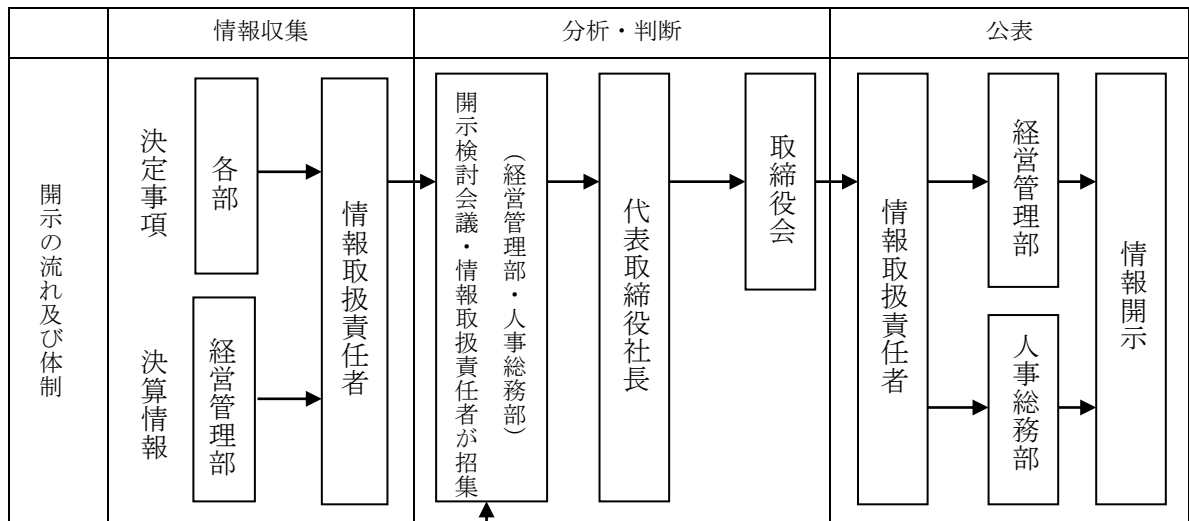 情報収集
分析・判断
公表
開示の流れ及び体制
決定事項
各部
決算情報
経営管理部
情報取扱責任者
開示検討会議・情報取扱責任者が招集
（経営管理部・人事総務部）
代表取締役社長
取締役会
情報取扱責任者
経営管理部
人事総務部
情報開示